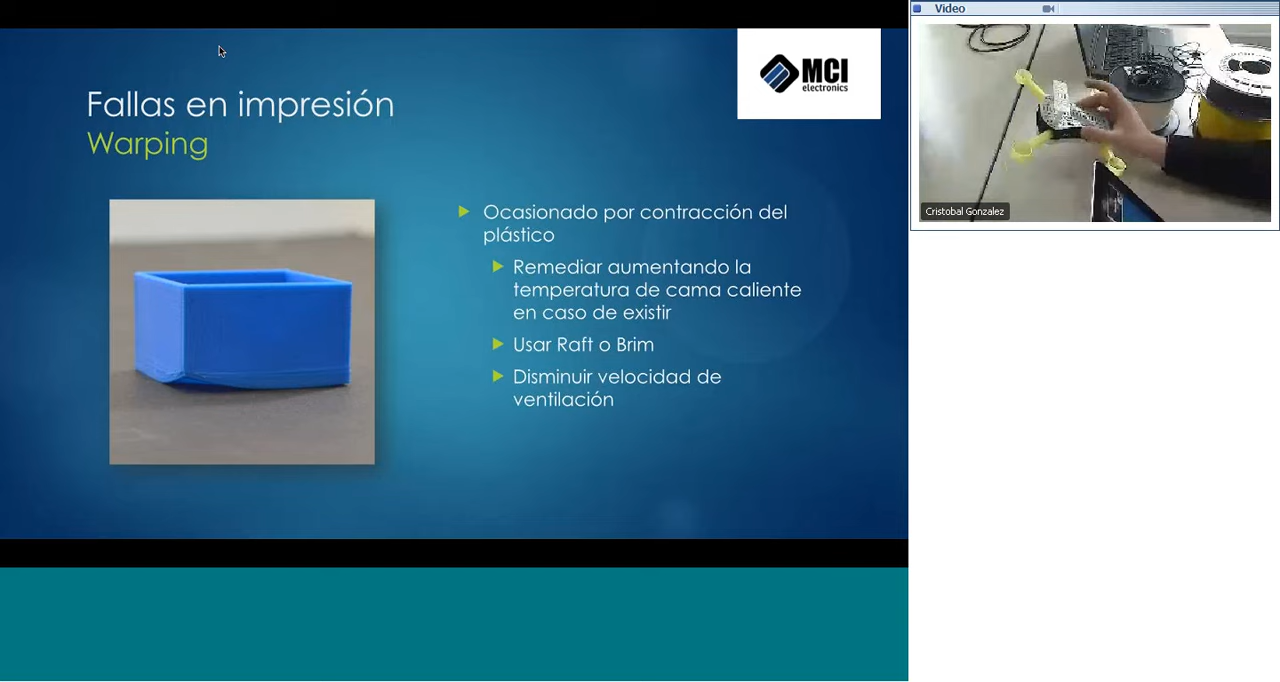 Fallas en impresión
Warping
MCI
electronics
Ocasionado por contracción del
plástico
Remediar aumentando la
temperatura de cama caliente
en caso de existir
Usar Raft o Brim
Disminuir velocidad de
ventilación
Video
Cristobal Gonzalez